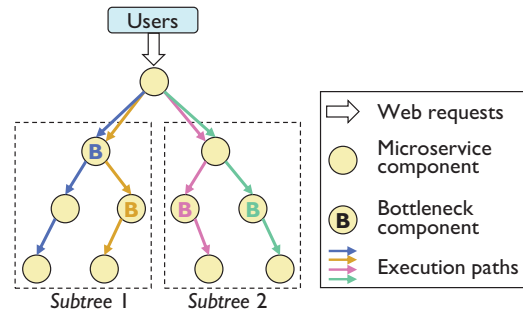 Users
B
B
B
B
Subtree 1
Subtree 2
Web requests
Microservice
component
B
Bottleneck
component
Execution paths